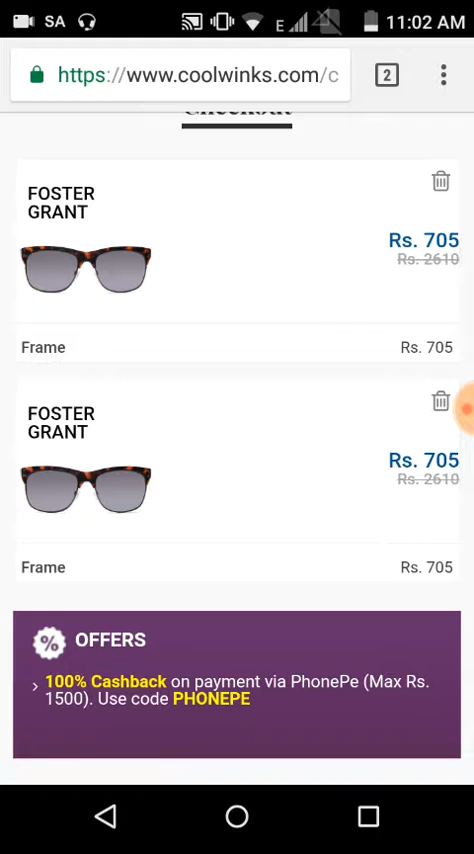 SA
E
11:02 AM
https://www.coolwinks.com/c
2
Checkout
FOSTER
GRANT
Rs. 705
Rs. 2610
Frame
Rs. 705
FOSTER
GRANT
Rs. 705
Rs. 2610
Frame
Rs. 705
% OFFERS
› 100% Cashback on payment via PhonePe (Max Rs.
1500). Use code PHONEPE